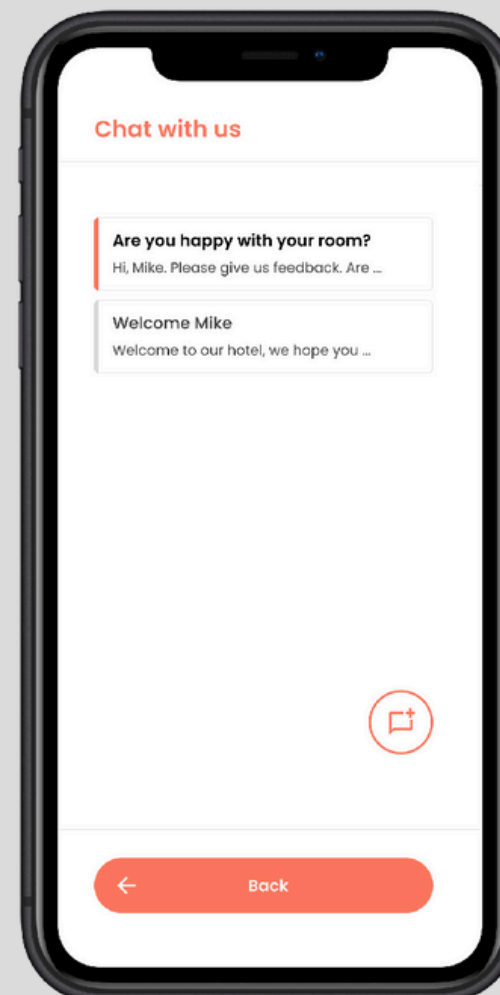 Chat with us
Are you happy with your room?
Hi, Mike. Please give us feedback. Are ...
Welcome Mike
Welcome to our hotel, we hope you ...
Back